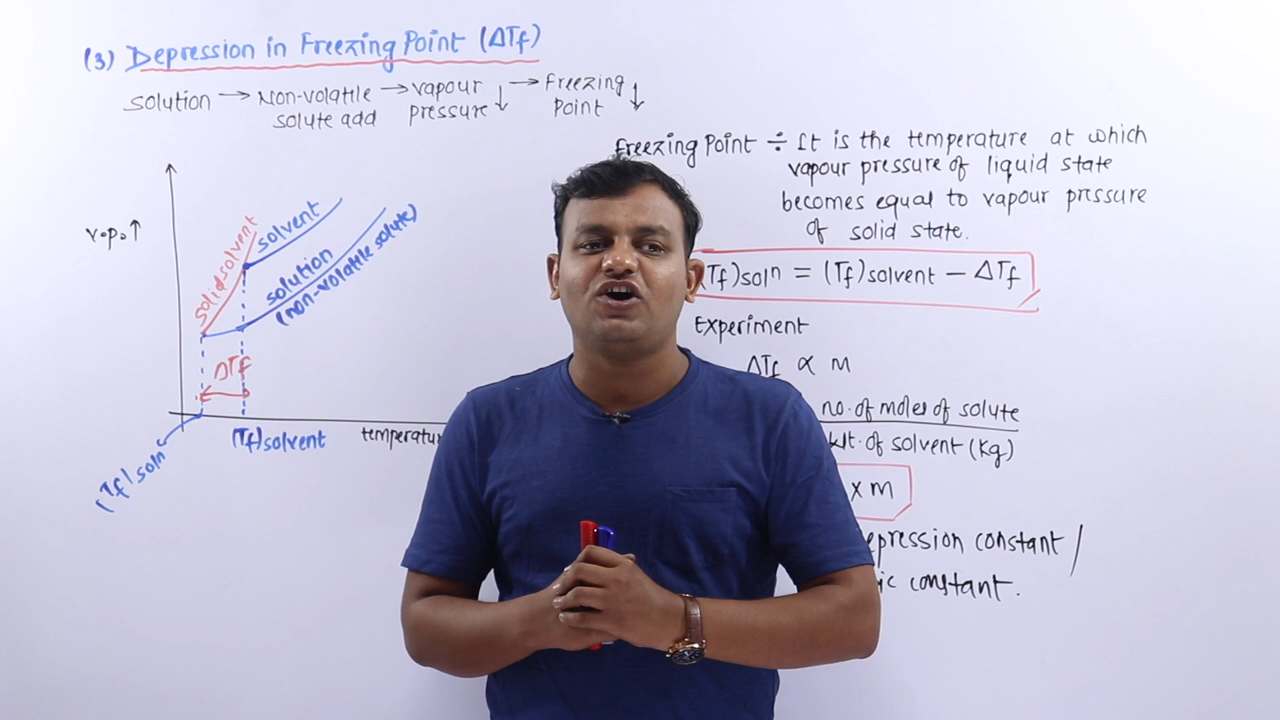 (3) Depression in Freezing Point (ΔTf)
solution → Non-volatile solute add → vapour pressure ↓ → Freezing Point ↓
v.p.↑
solid solvent
solvent
solution
(non-volatile solute)
ΔTf
(Tf)solvent
(Tf)soln
Freezing Point ÷ It is the temperature at which
vapour pressure of liquid state
becomes equal to vapour pressure
of solid state.
(Tf)solⁿ = (Tf)solvent − ΔTf
Experiment
ΔTf ∝ m
no. of moles of solute
wt. of solvent (Kg)
x m
constant /
constant.